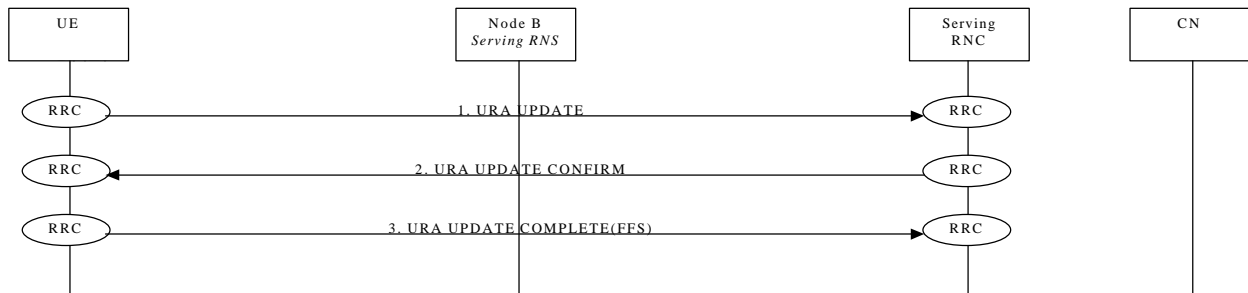 UE
Node B
Serving RNS
Serving
RNC
CN
RRC
1. URA UPDATE
RRC
RRC
2. URA UPDATE CONFIRM
RRC
RRC
3. URA UPDATE COMPLETE(FFS)
RRC